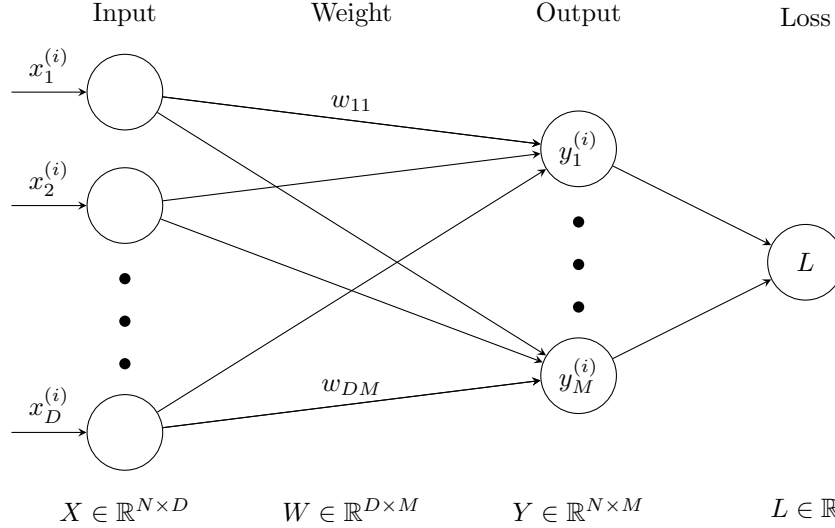 Input Weight Output Loss
x_1^{(i)}
w_{11}
y_1^{(i)}
x_2^{(i)}
L
y_M^{(i)}
w_{DM}
x_D^{(i)}
X ∈ ℝ^{N×D} W ∈ ℝ^{D×M} Y ∈ ℝ^{N×M} L ∈ ℝ